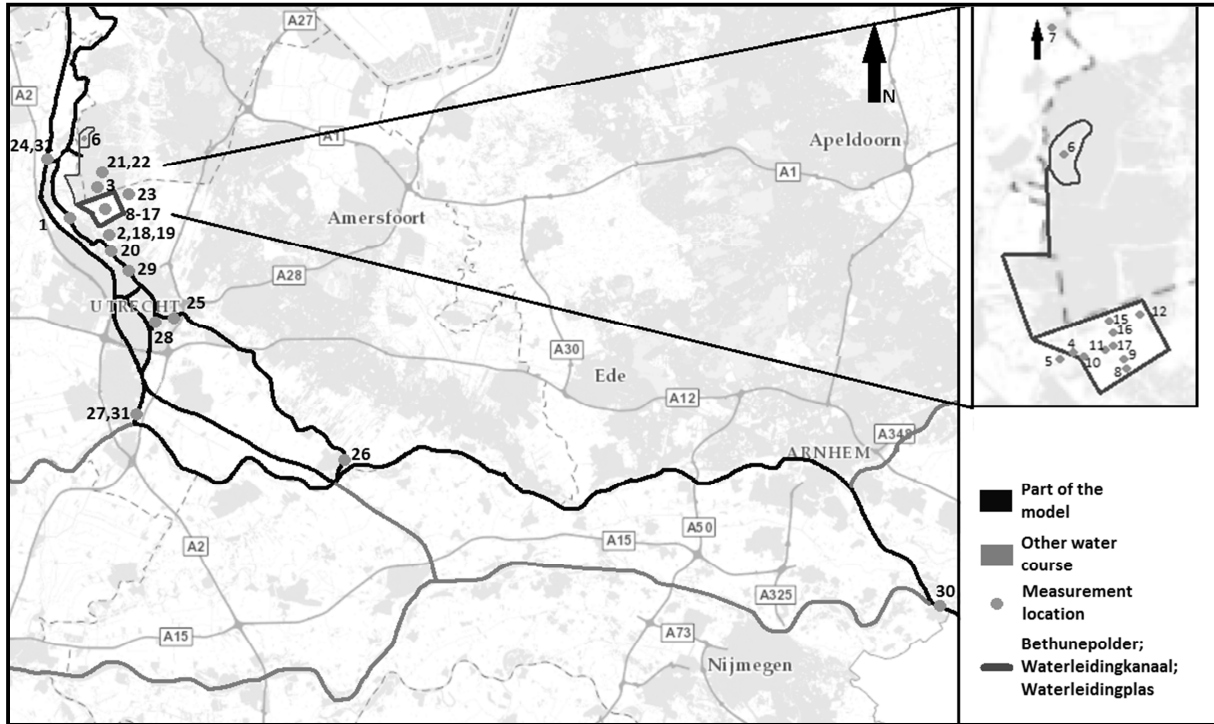 A27
A2
6
24,32
A1
Apeldoorn
N
21,22
3
23
A1
8-17
Amersfoort
1
2,18,19
20
29
A28
UTRECHT
25
28
A30
Ede
A12
27,31
26
ARNHEM
A348
A2
A50
A15
A325
30
A15
A73
Nijmegen
7
6
12
15
16
4
11
17
5
10
9
8
Part of the
model
Other water
course
Measurement
location
Bethunepolder;
Waterleidingkanaal;
Waterleidingplas